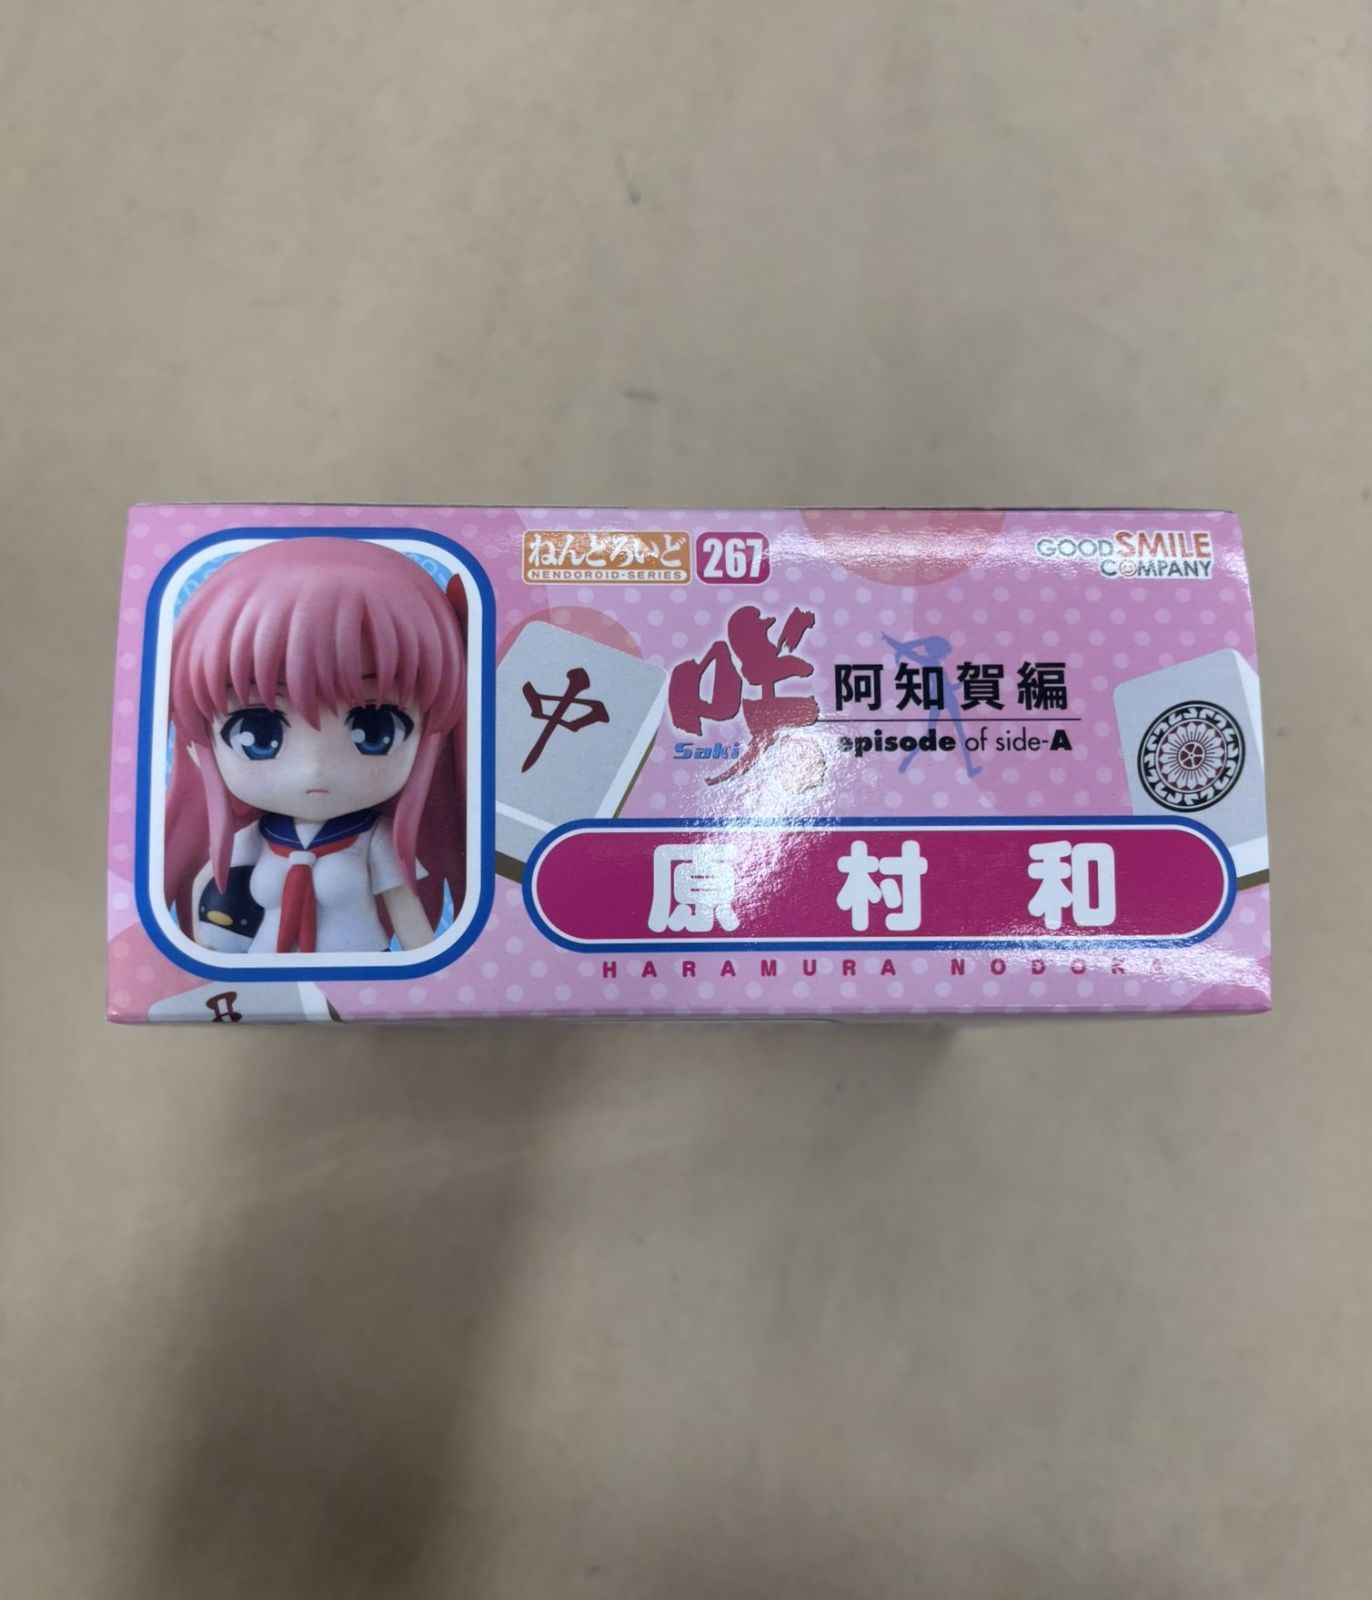 ねんどろいど
NENDOROID-SERIES
267
GOOD SMILE
COMPANY
中
咲
Saki
阿知賀編
episode of side-A
原村和
HARAMURA NODOKA